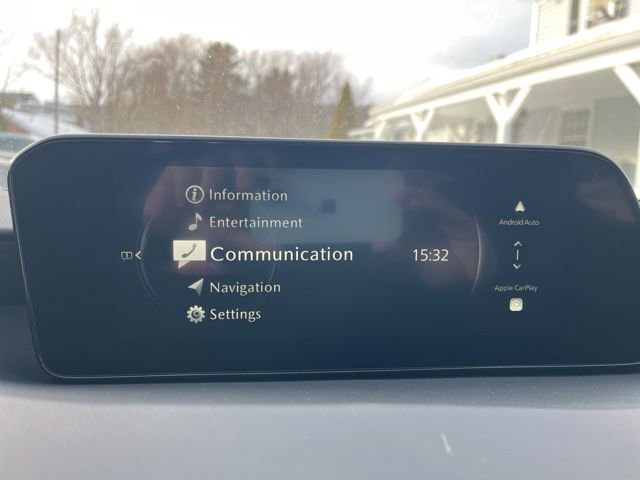 Information
Entertainment
Communication
15:32
Navigation
Settings
Android Auto
Apple CarPlay